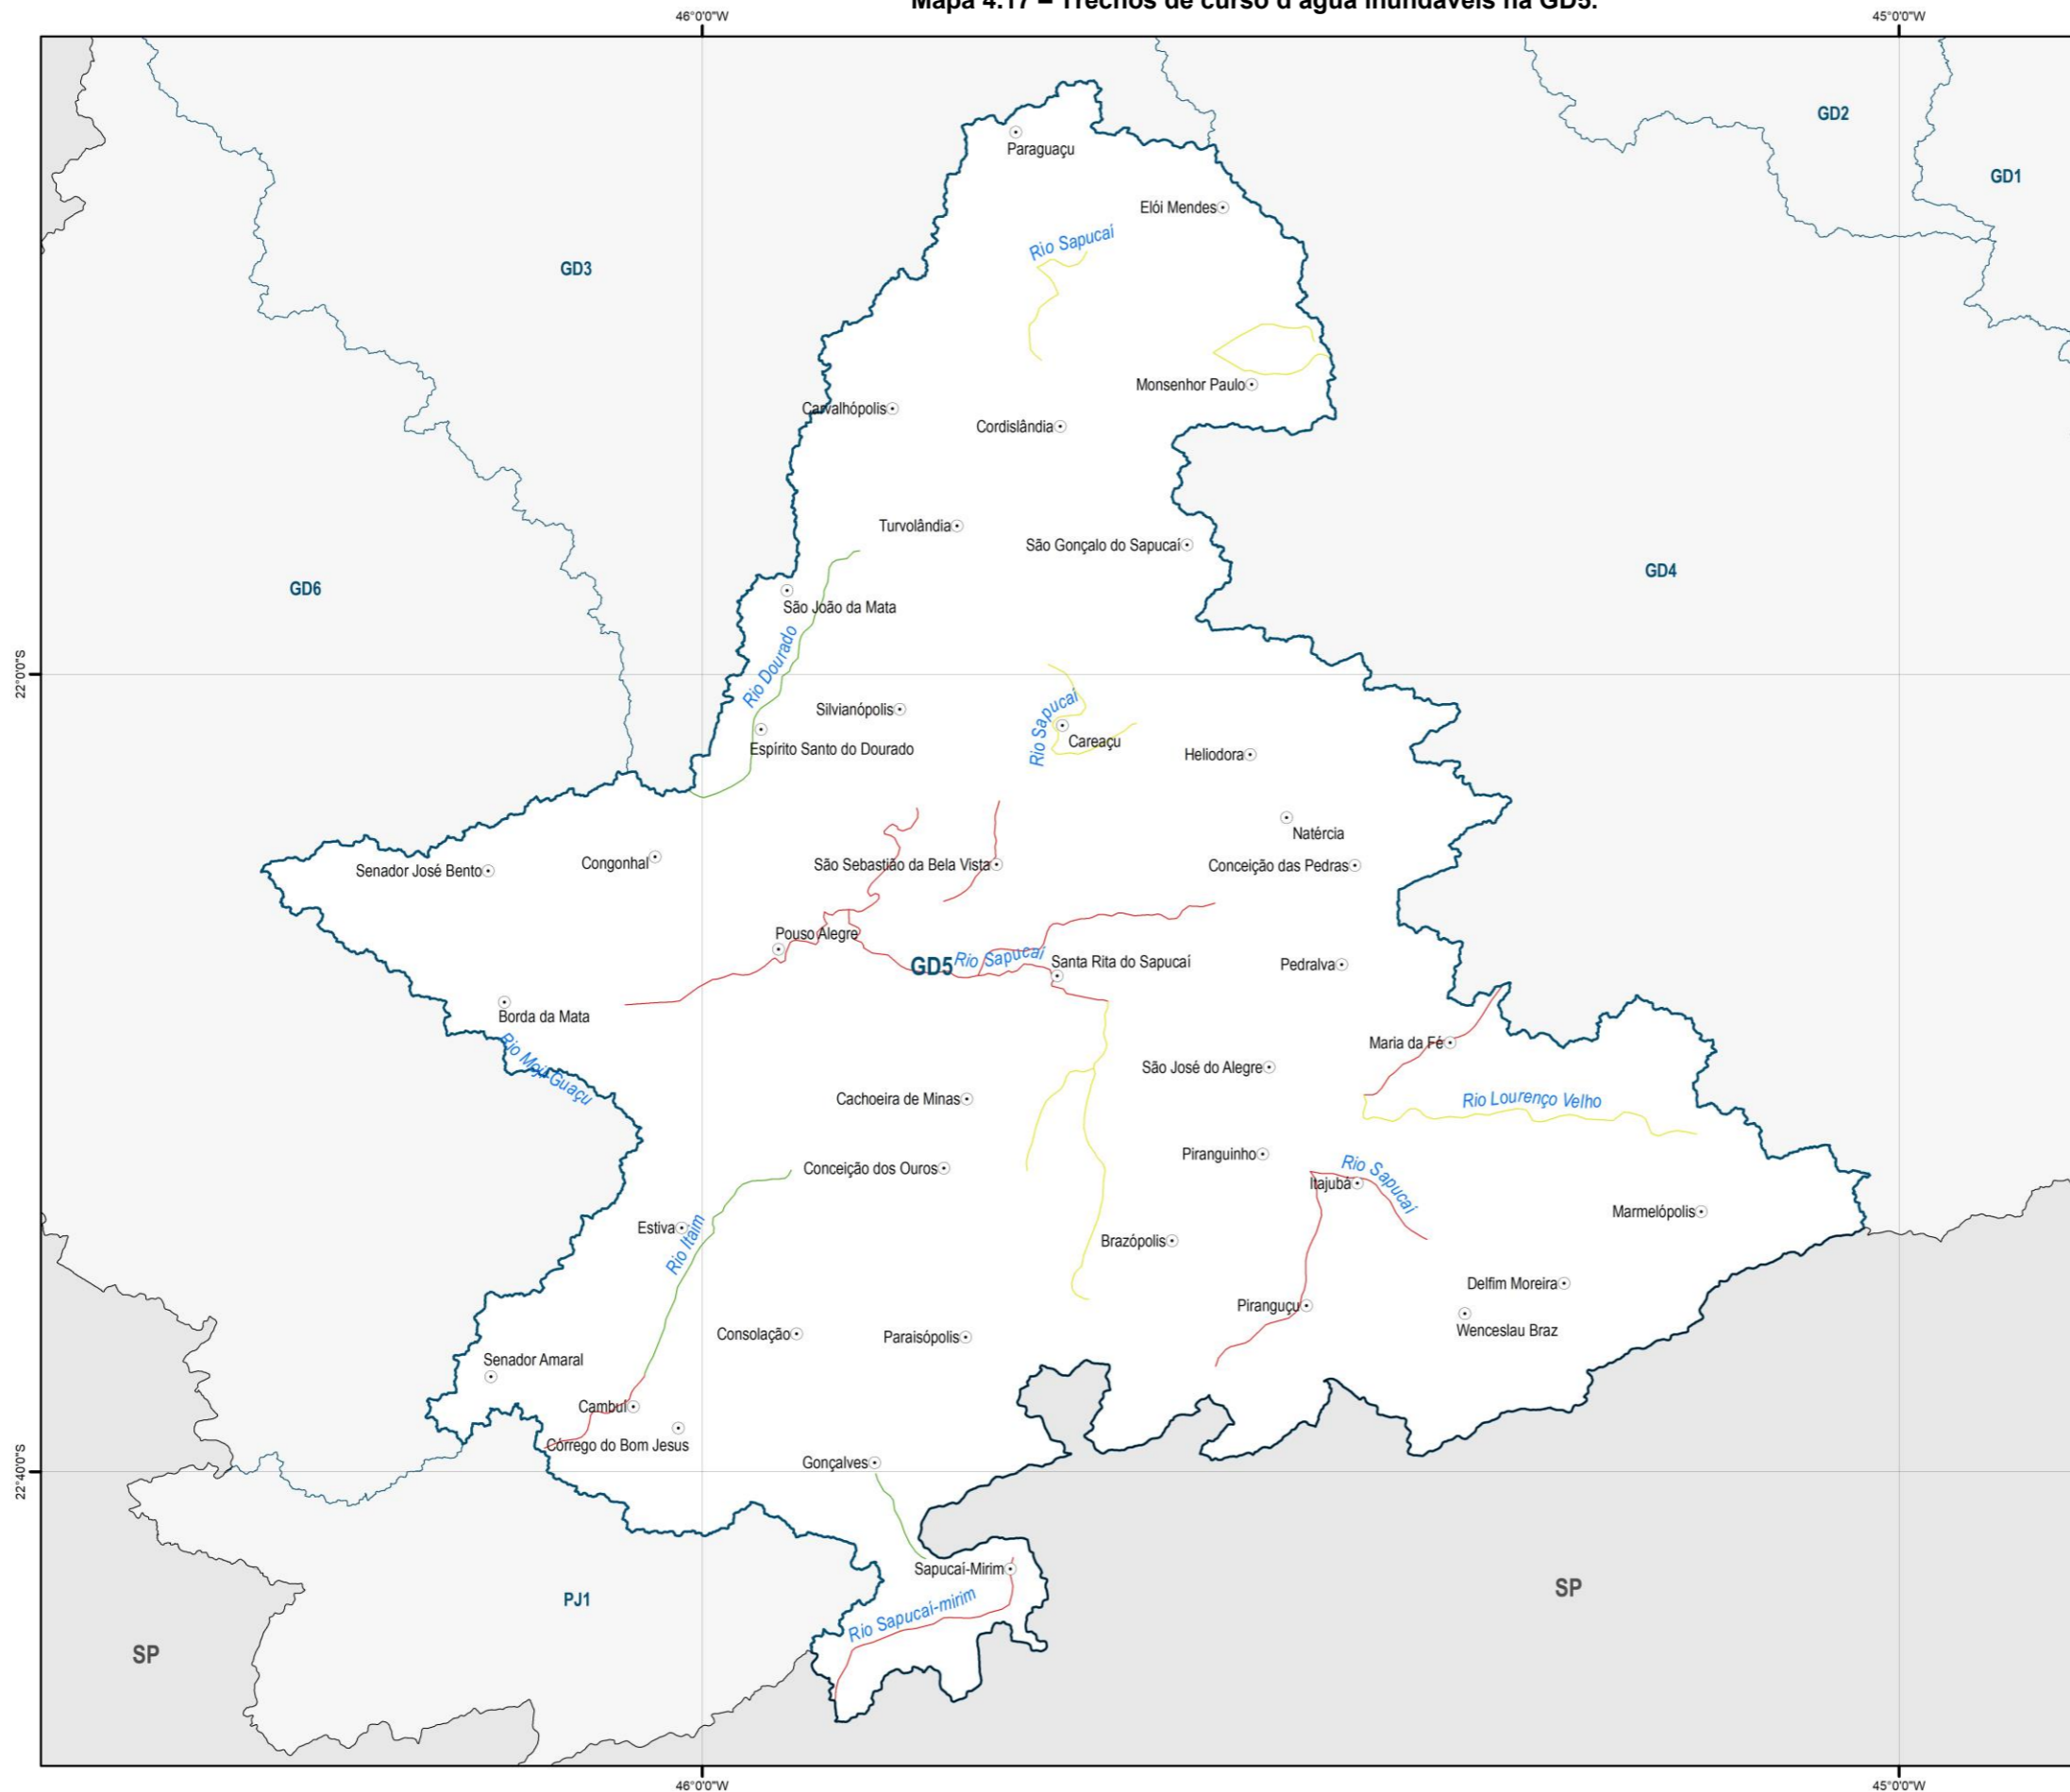 Mapa 4.17 – Trechos de curso d'água inundáveis na GD5.
46°0'0"W
45°0'0"W
GD2
Paraguaçu
GD1
Elói Mendes
Rio Sapucaí
GD3
Monsenhor Paulo
Carvalhópolis
Cordislândia
Turvolândia
São Gonçalo do Sapucaí
GD4
GD6
São João da Mata
Rio Dourado
22°0'0"S
Silvianópolis
Rio Sapucaí
Careaçu
Espírito Santo do Dourado
Heliodora
Natércia
Congonhal
São Sebastião da Bela Vista
Conceição das Pedras
Senador José Bento
Pouso Alegre
GD5
Rio Sapucaí
Santa Rita do Sapucaí
Pedralva
Borda da Mata
Maria da Fé
Rio Moji-Guaçu
São José do Alegre
Cachoeira de Minas
Rio Lourenço Velho
Piranguinho
Conceição dos Ouros
Rio Sapucaí
Itajubá
Marmelópolis
Estiva
Rio Itaim
Brazópolis
Delfim Moreira
Piranguçu
Wenceslau Braz
Consolação
Paraisópolis
Senador Amaral
Cambuí
Córrego do Bom Jesus
Gonçalves
22°40'0"S
Sapucaí-Mirim
SP
PJ1
Rio Sapucaí-mirim
SP
46°0'0"W
45°0'0"W